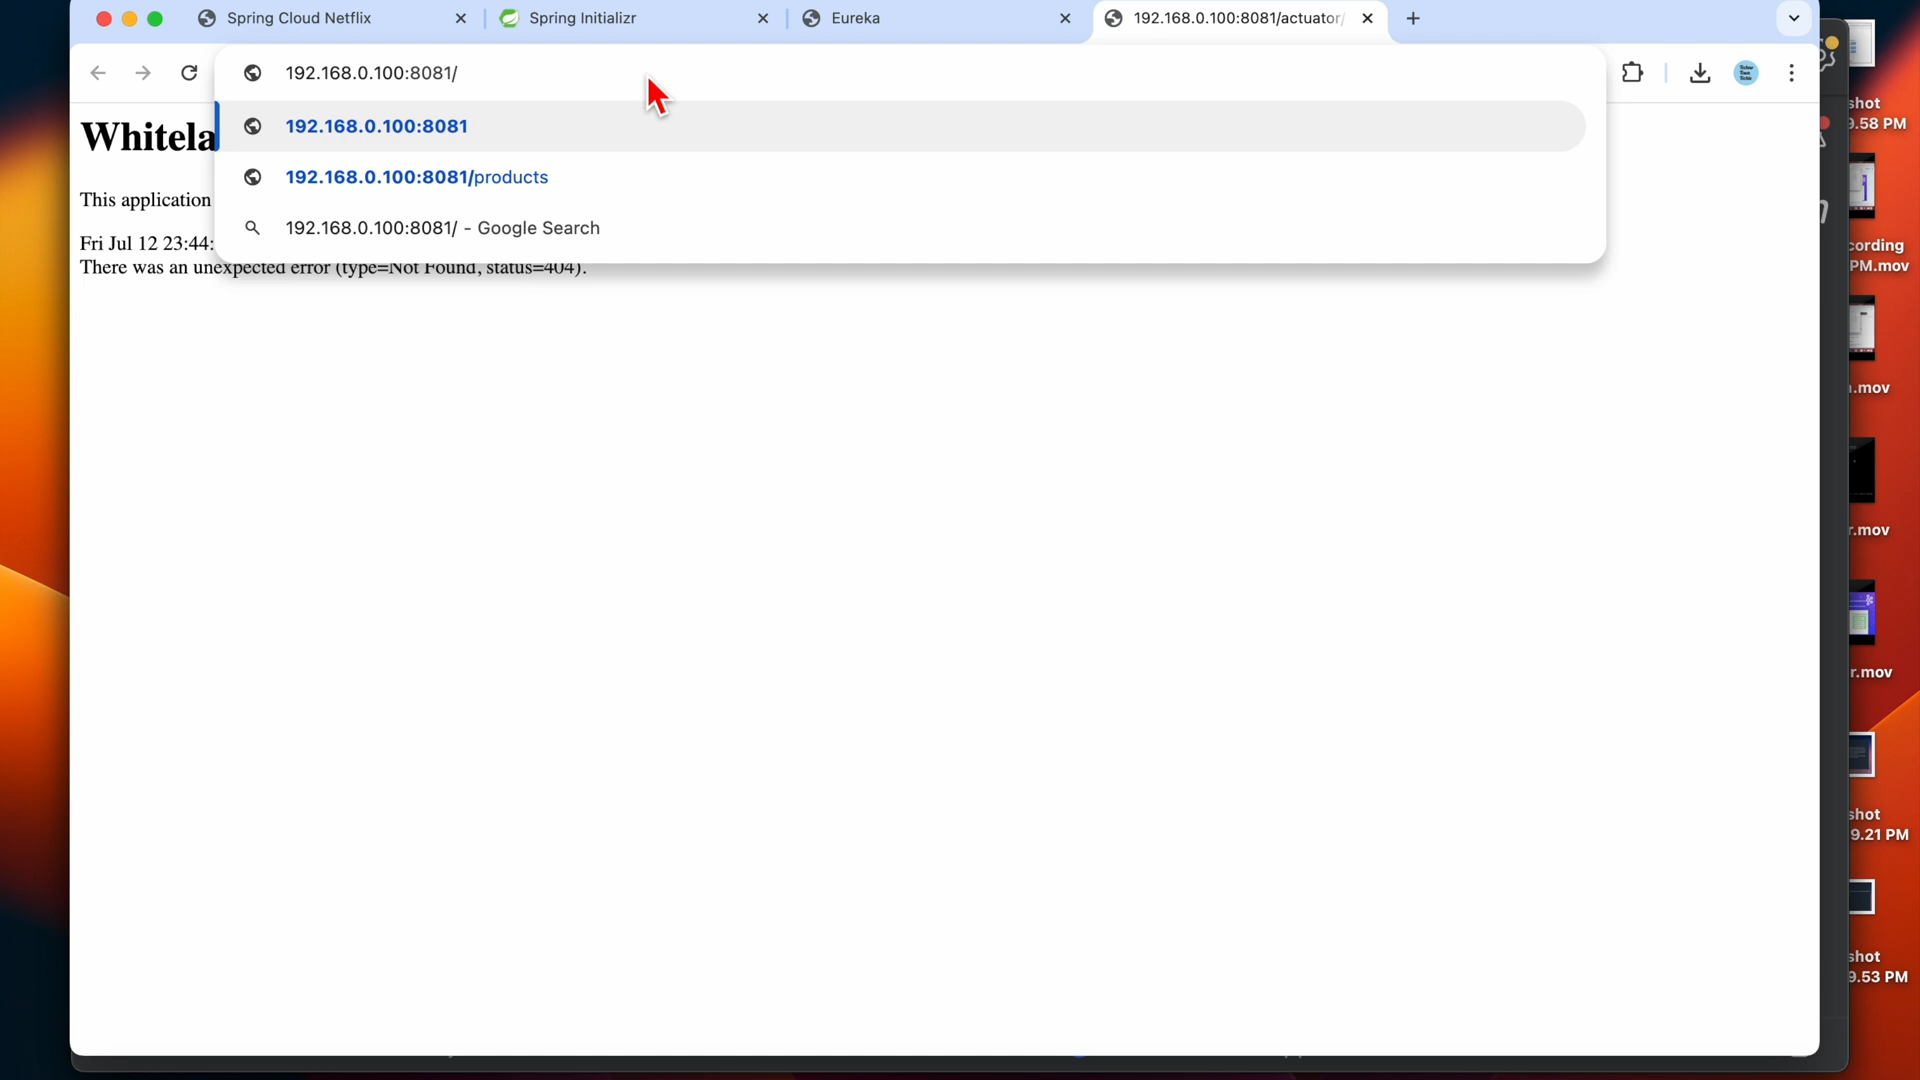 Spring Cloud Netflix
Spring Initializr
Eureka
192.168.0.100:8081/actuator/
192.168.0.100:8081/
192.168.0.100:8081
192.168.0.100:8081/products
192.168.0.100:8081/ - Google Search
Whitela
This application
Fri Jul 12 23:44:
There was an unexpected error (type=Not Found, status=404).
shot
9.58 PM
cording
PM.mov
.mov
r.mov
r.mov
shot
9.21 PM
shot
9.53 PM